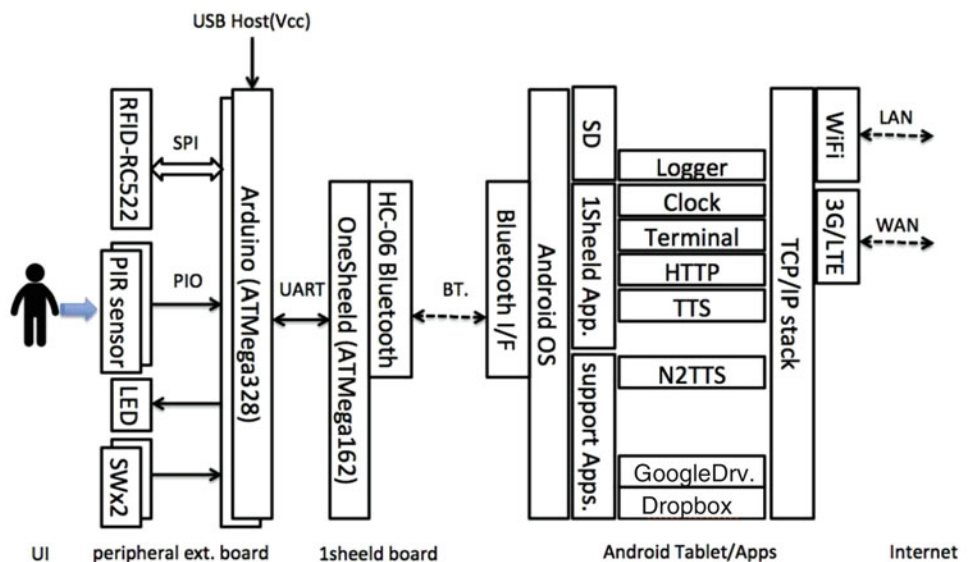 USB Host(Vcc)
RFID-RC522
SPI
PIR sensor
PIO
LED
SWx2
Arduino (ATMega328)
UART
OneSheeld (ATMega162)
HC-06 Bluetooth
BT.
Bluetooth I/F
Android OS
SD
1Sheeld App.
support Apps.
Logger
Clock
Terminal
HTTP
TTS
N2TTS
GoogleDrv.
Dropbox
TCP/IP stack
WiFi
3G/LTE
LAN
WAN
UI
peripheral ext. board
1sheeld board
Android Tablet/Apps
Internet